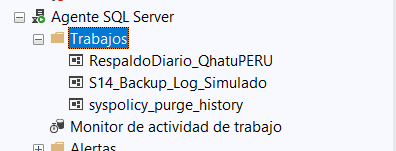 Agente SQL Server
Trabajos
RespaldoDiario_QhatuPERU
S14_Backup_Log_Simulado
syspolicy_purge_history
Monitor de actividad de trabajo
Alertas